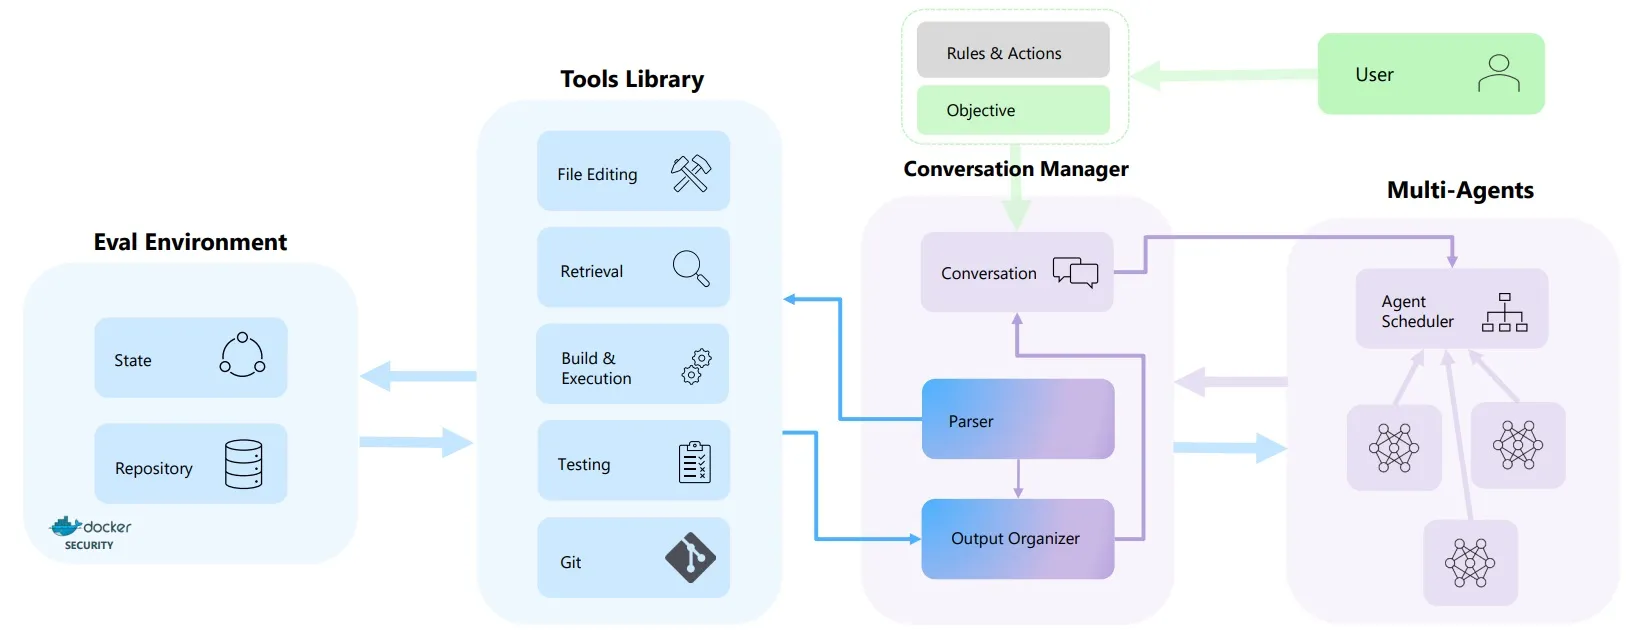 Rules & Actions
Objective
User
Conversation Manager
Tools Library
File Editing
Retrieval
Build &
Execution
Testing
Git
Eval Environment
State
Repository
docker
SECURITY
Conversation
Parser
Output Organizer
Multi-Agents
Agent
Scheduler